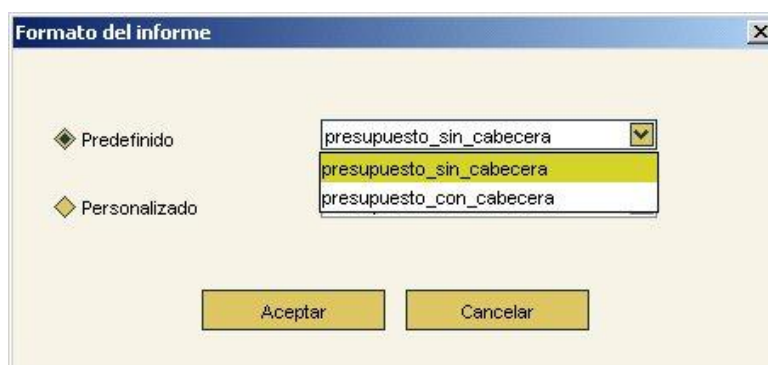 Formato del informe
Predefinido
presupuesto_sin_cabecera
presupuesto_sin_cabecera
presupuesto_con_cabecera
Personalizado
Aceptar
Cancelar